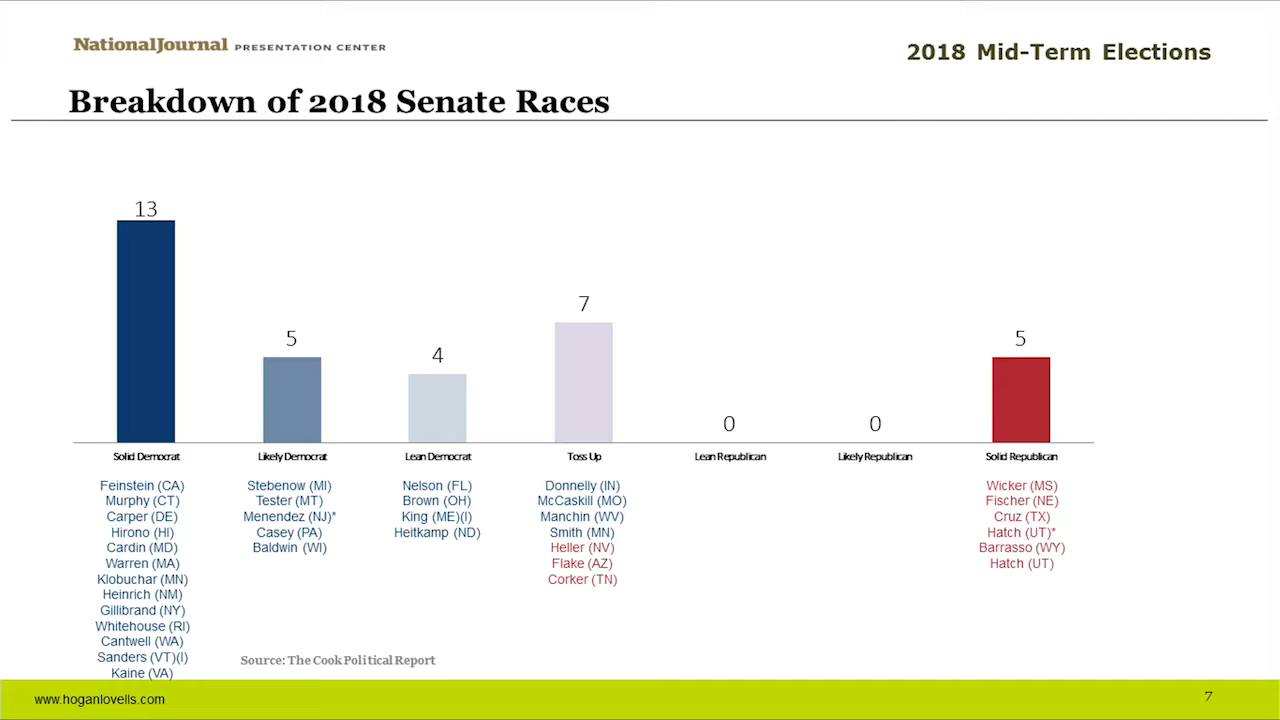 NationalJournal PRESENTATION CENTER
2018 Mid-Term Elections
Breakdown of 2018 Senate Races
13
5
4
7
0
0
5
Solid Democrat
Likely Democrat
Lean Democrat
Toss Up
Lean Republican
Likely Republican
Solid Republican
Feinstein (CA)
Murphy (CT)
Carper (DE)
Hirono (HI)
Cardin (MD)
Warren (MA)
Klobuchar (MN)
Heinrich (NM)
Gillibrand (NY)
Whitehouse (RI)
Cantwell (WA)
Sanders (VT)(I)
Kaine (VA)
Stebenow (MI)
Tester (MT)
Menendez (NJ)*
Casey (PA)
Baldwin (WI)
Nelson (FL)
Brown (OH)
King (ME)(I)
Heitkamp (ND)
Donnelly (IN)
McCaskill (MO)
Manchin (WV)
Smith (MN)
Heller (NV)
Flake (AZ)
Corker (TN)
Wicker (MS)
Fischer (NE)
Cruz (TX)
Hatch (UT)*
Barrasso (WY)
Hatch (UT)
Source: The Cook Political Report
www.hoganlovells.com
7